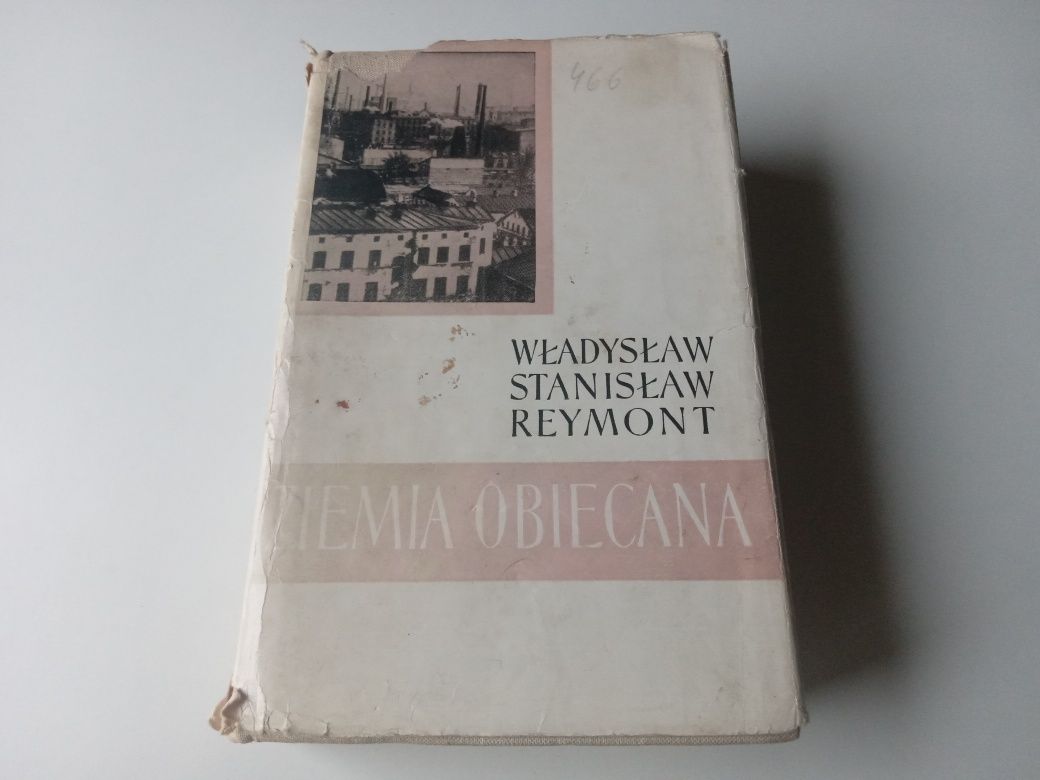 466
WŁADYSŁAW
STANISŁAW
REYMONT
ZIEMIA OBIECANA